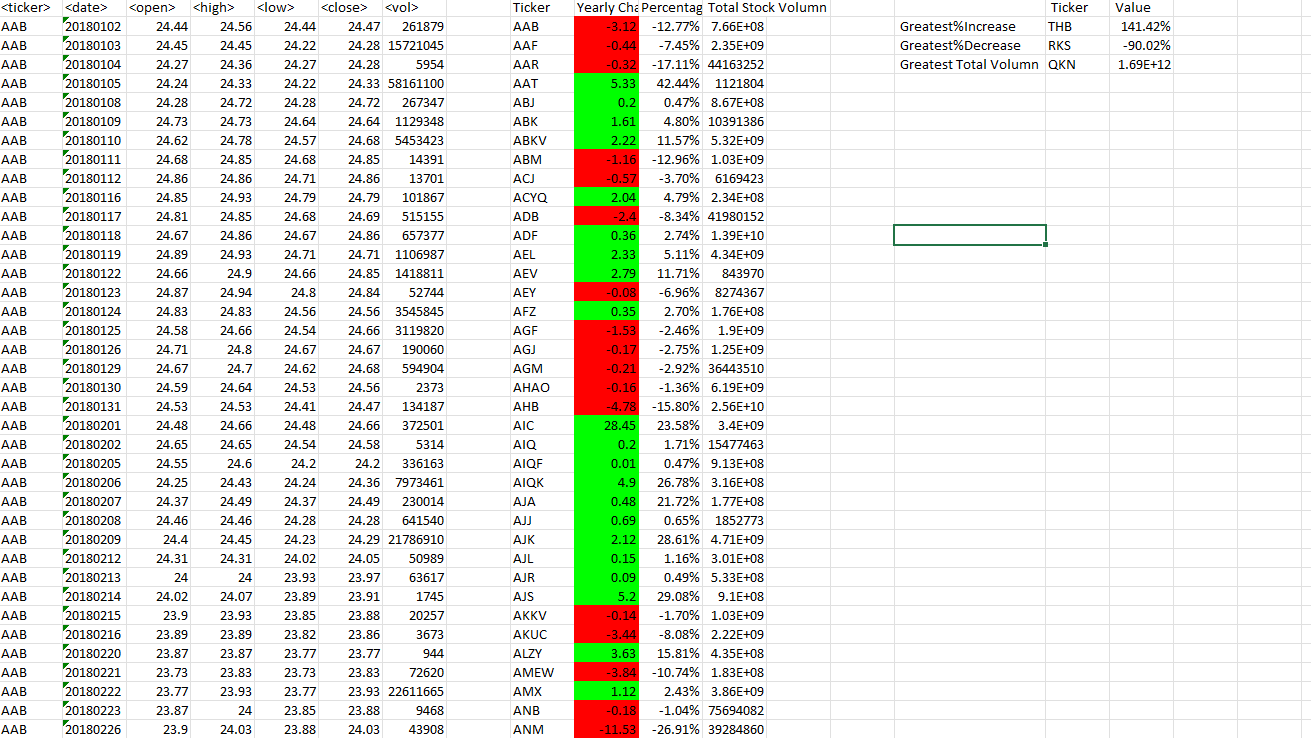 <ticker> <date> <open> <high> <low> <close> <vol> Ticker Yearly Cha Percentag Total Stock Volumn Ticker Value
AAB 20180102 24.44 24.56 24.44 24.47 261879 AAB -3.12 -12.77% 7.66E+08 Greatest%Increase THB 141.42%
AAB 20180103 24.45 24.45 24.22 24.28 15721045 AAF -0.44 -7.45% 2.35E+09 Greatest%Decrease RKS -90.02%
AAB 20180104 24.27 24.36 24.27 24.28 5954 AAR -0.32 -17.11% 44163252 Greatest Total Volumn QKN 1.69E+12
AAB 20180105 24.24 24.33 24.22 24.33 58161100 AAT 5.33 42.44% 1121804
AAB 20180108 24.28 24.72 24.28 24.72 267347 ABJ 0.2 0.47% 8.67E+08
AAB 20180109 24.73 24.73 24.64 24.64 1129348 ABK 1.61 4.80% 10391386
AAB 20180110 24.62 24.78 24.57 24.68 5453423 ABKV 2.22 11.57% 5.32E+09
AAB 20180111 24.68 24.85 24.68 24.85 14391 ABM -1.16 -12.96% 1.03E+09
AAB 20180112 24.86 24.86 24.71 24.86 13701 ACJ -0.57 -3.70% 6169423
AAB 20180116 24.85 24.93 24.79 24.79 101867 ACYQ 2.04 4.79% 2.34E+08
AAB 20180117 24.81 24.85 24.68 24.69 515155 ADB -2.4 -8.34% 41980152
AAB 20180118 24.67 24.86 24.67 24.86 657377 ADF 0.36 2.74% 1.39E+10
AAB 20180119 24.89 24.93 24.71 24.71 1106987 AEL 2.33 5.11% 4.34E+09
AAB 20180122 24.66 24.9 24.66 24.85 1418811 AEV 2.79 11.71% 843970
AAB 20180123 24.87 24.94 24.8 24.84 52744 AEY -0.08 -6.96% 8274367
AAB 20180124 24.83 24.83 24.56 24.56 3545845 AFZ 0.35 2.70% 1.76E+08
AAB 20180125 24.58 24.66 24.54 24.66 3119820 AGF -1.53 -2.46% 1.9E+09
AAB 20180126 24.71 24.8 24.67 24.67 190060 AGJ -0.17 -2.75% 1.25E+09
AAB 20180129 24.67 24.7 24.62 24.68 594904 AGM -0.21 -2.92% 36443510
AAB 20180130 24.59 24.64 24.53 24.56 2373 AHAO -0.16 -1.36% 6.19E+09
AAB 20180131 24.53 24.53 24.41 24.47 134187 AHB -4.78 -15.80% 2.56E+10
AAB 20180201 24.48 24.66 24.48 24.66 372501 AIC 28.45 23.58% 3.4E+09
AAB 20180202 24.65 24.65 24.54 24.58 5314 AIQ 0.2 1.71% 15477463
AAB 20180205 24.55 24.6 24.2 24.2 336163 AIQF 0.01 0.47% 9.13E+08
AAB 20180206 24.25 24.43 24.24 24.36 7973461 AIQK 4.9 26.78% 3.16E+08
AAB 20180207 24.37 24.49 24.37 24.49 230014 AJA 0.48 21.72% 1.77E+08
AAB 20180208 24.46 24.46 24.28 24.28 641540 AJJ 0.69 0.65% 1852773
AAB 20180209 24.4 24.45 24.23 24.29 21786910 AJK 2.12 28.61% 4.71E+09
AAB 20180212 24.31 24.31 24.02 24.05 50989 AJL 0.15 1.16% 3.01E+08
AAB 20180213 24 24 23.93 23.97 63617 AJR 0.09 0.49% 5.33E+08
AAB 20180214 24.02 24.07 23.89 23.91 1745 AJS 5.2 29.08% 9.1E+08
AAB 20180215 23.9 23.93 23.85 23.88 20257 AKKV -0.14 -1.70% 1.03E+09
AAB 20180216 23.89 23.89 23.82 23.86 3673 AKUC -3.44 -8.08% 2.22E+09
AAB 20180220 23.87 23.87 23.77 23.77 944 ALZY 3.63 15.81% 4.35E+08
AAB 20180221 23.73 23.83 23.73 23.83 72620 AMEW -3.84 -10.74% 1.83E+08
AAB 20180222 23.77 23.93 23.77 23.93 22611665 AMX 1.12 2.43% 3.86E+09
AAB 20180223 23.87 24 23.85 23.88 9468 ANB -0.18 -1.04% 75694082
AAB 20180226 23.9 24.03 23.88 24.03 43908 ANM -11.53 -26.91% 39284860